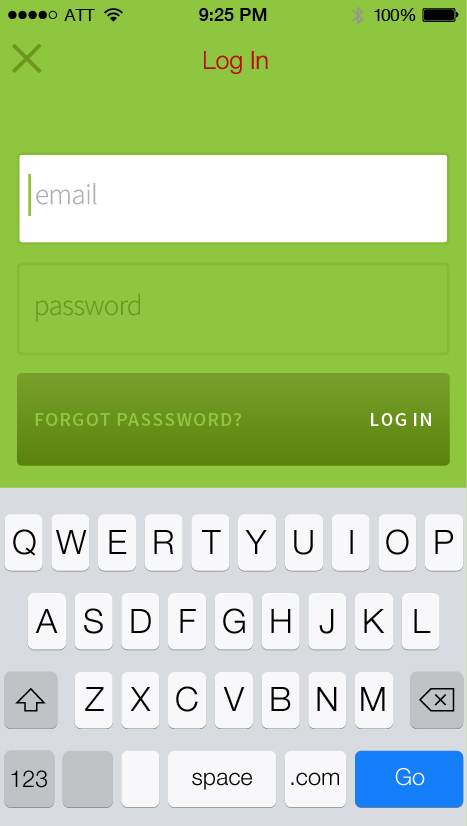 ATT 9:25 PM 100%
Log In
email
password
FORGOT PASSSWORD? LOG IN
Q W E R T Y U I O P
A S D F G H J K L
Z X C V B N M
123 space .com Go